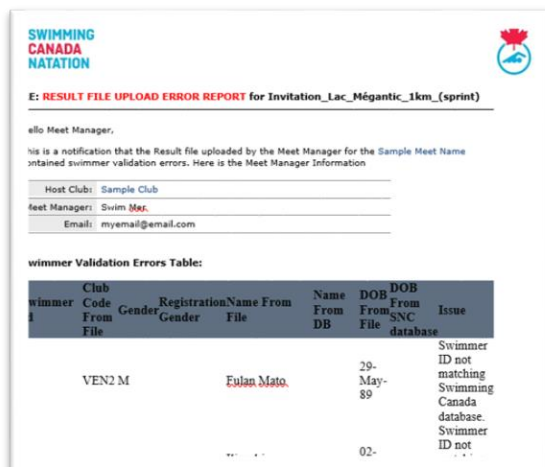 SWIMMING
CANADA
NATATION
E: RESULT FILE UPLOAD ERROR REPORT for Invitation_Lac_Mégantic_1km_(sprint)
ello Meet Manager,
his is a notification that the Result file uploaded by the Meet Manager for the Sample Meet Name
ontained swimmer validation errors. Here is the Meet Manager Information
Host Club: Sample Club
Meet Manager: Swim Mgr.
Email: myemail@email.com
wimmer Validation Errors Table:
wimmer
d
Club
Code
From
File
Gender
Registration
Gender
Name From
File
Name
From
DB
DOB
From
File
DOB
From
SNC
database
Issue
VEN2 M
Fulan Mato.
29-
May-
89
Swimmer
ID not
matching
Swimming
Canada
database.
02-
Swimmer
ID not